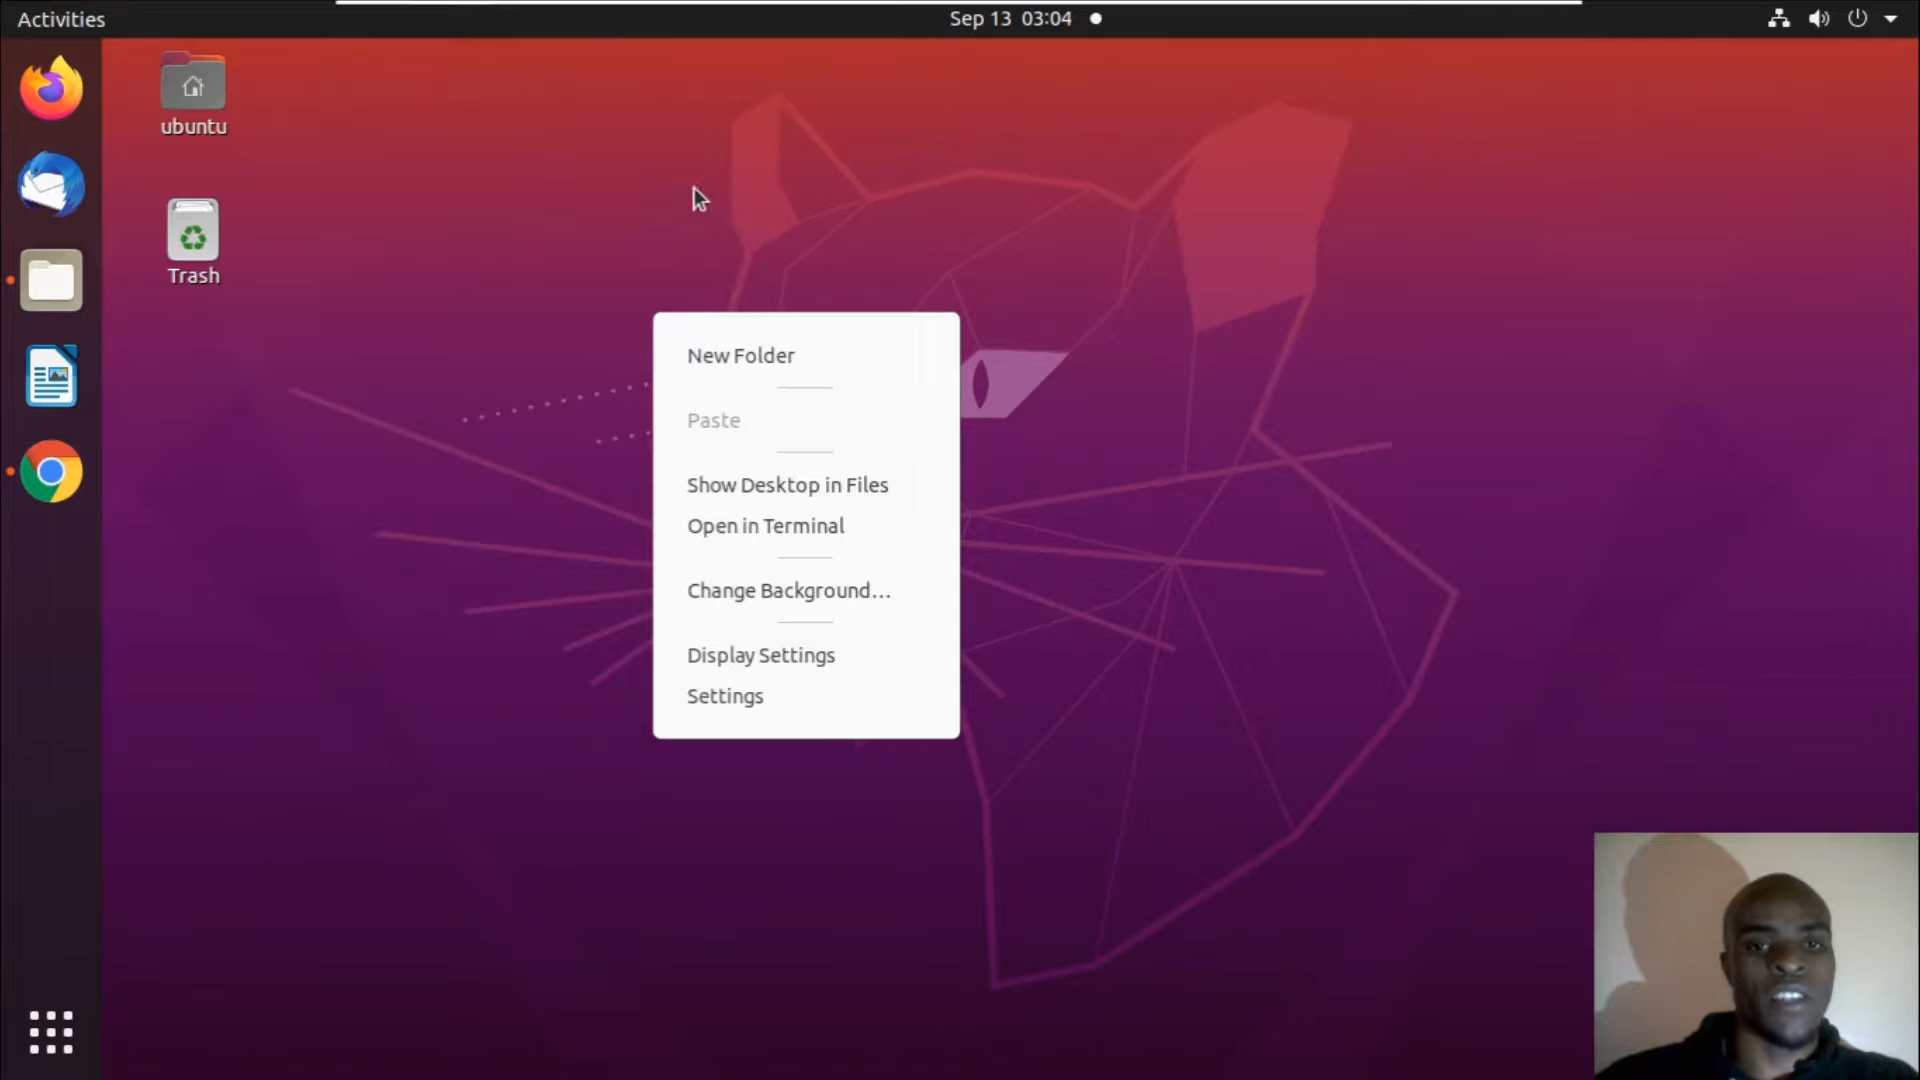 Activities
Sep 13 03:04
ubuntu
Trash
New Folder
Paste
Show Desktop in Files
Open in Terminal
Change Background...
Display Settings
Settings